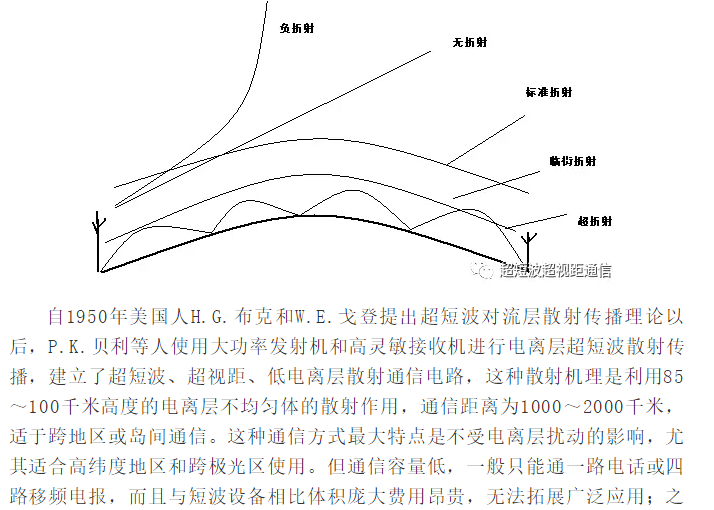 负折射
无折射
标准折射
临街折射
超折射
超短波超视距通信
自1950年美国人H.G.布克和W.E.戈登提出超短波对流层散射传播理论以
后，P.K.贝利等人使用大功率发射机和高灵敏接收机进行电离层超短波散射传
播，建立了超短波、超视距、低电离层散射通信电路，这种散射机理是利用85
～100千米高度的电离层不均匀体的散射作用，通信距离为1000～2000千米，
适于跨地区或岛间通信。这种通信方式最大特点是不受电离层扰动的影响，尤
其适合高纬度地区和跨极光区使用。但通信容量低，一般只能通一路电话或四
路移频电报，而且与短波设备相比体积庞大费用昂贵，无法拓展广泛应用；之